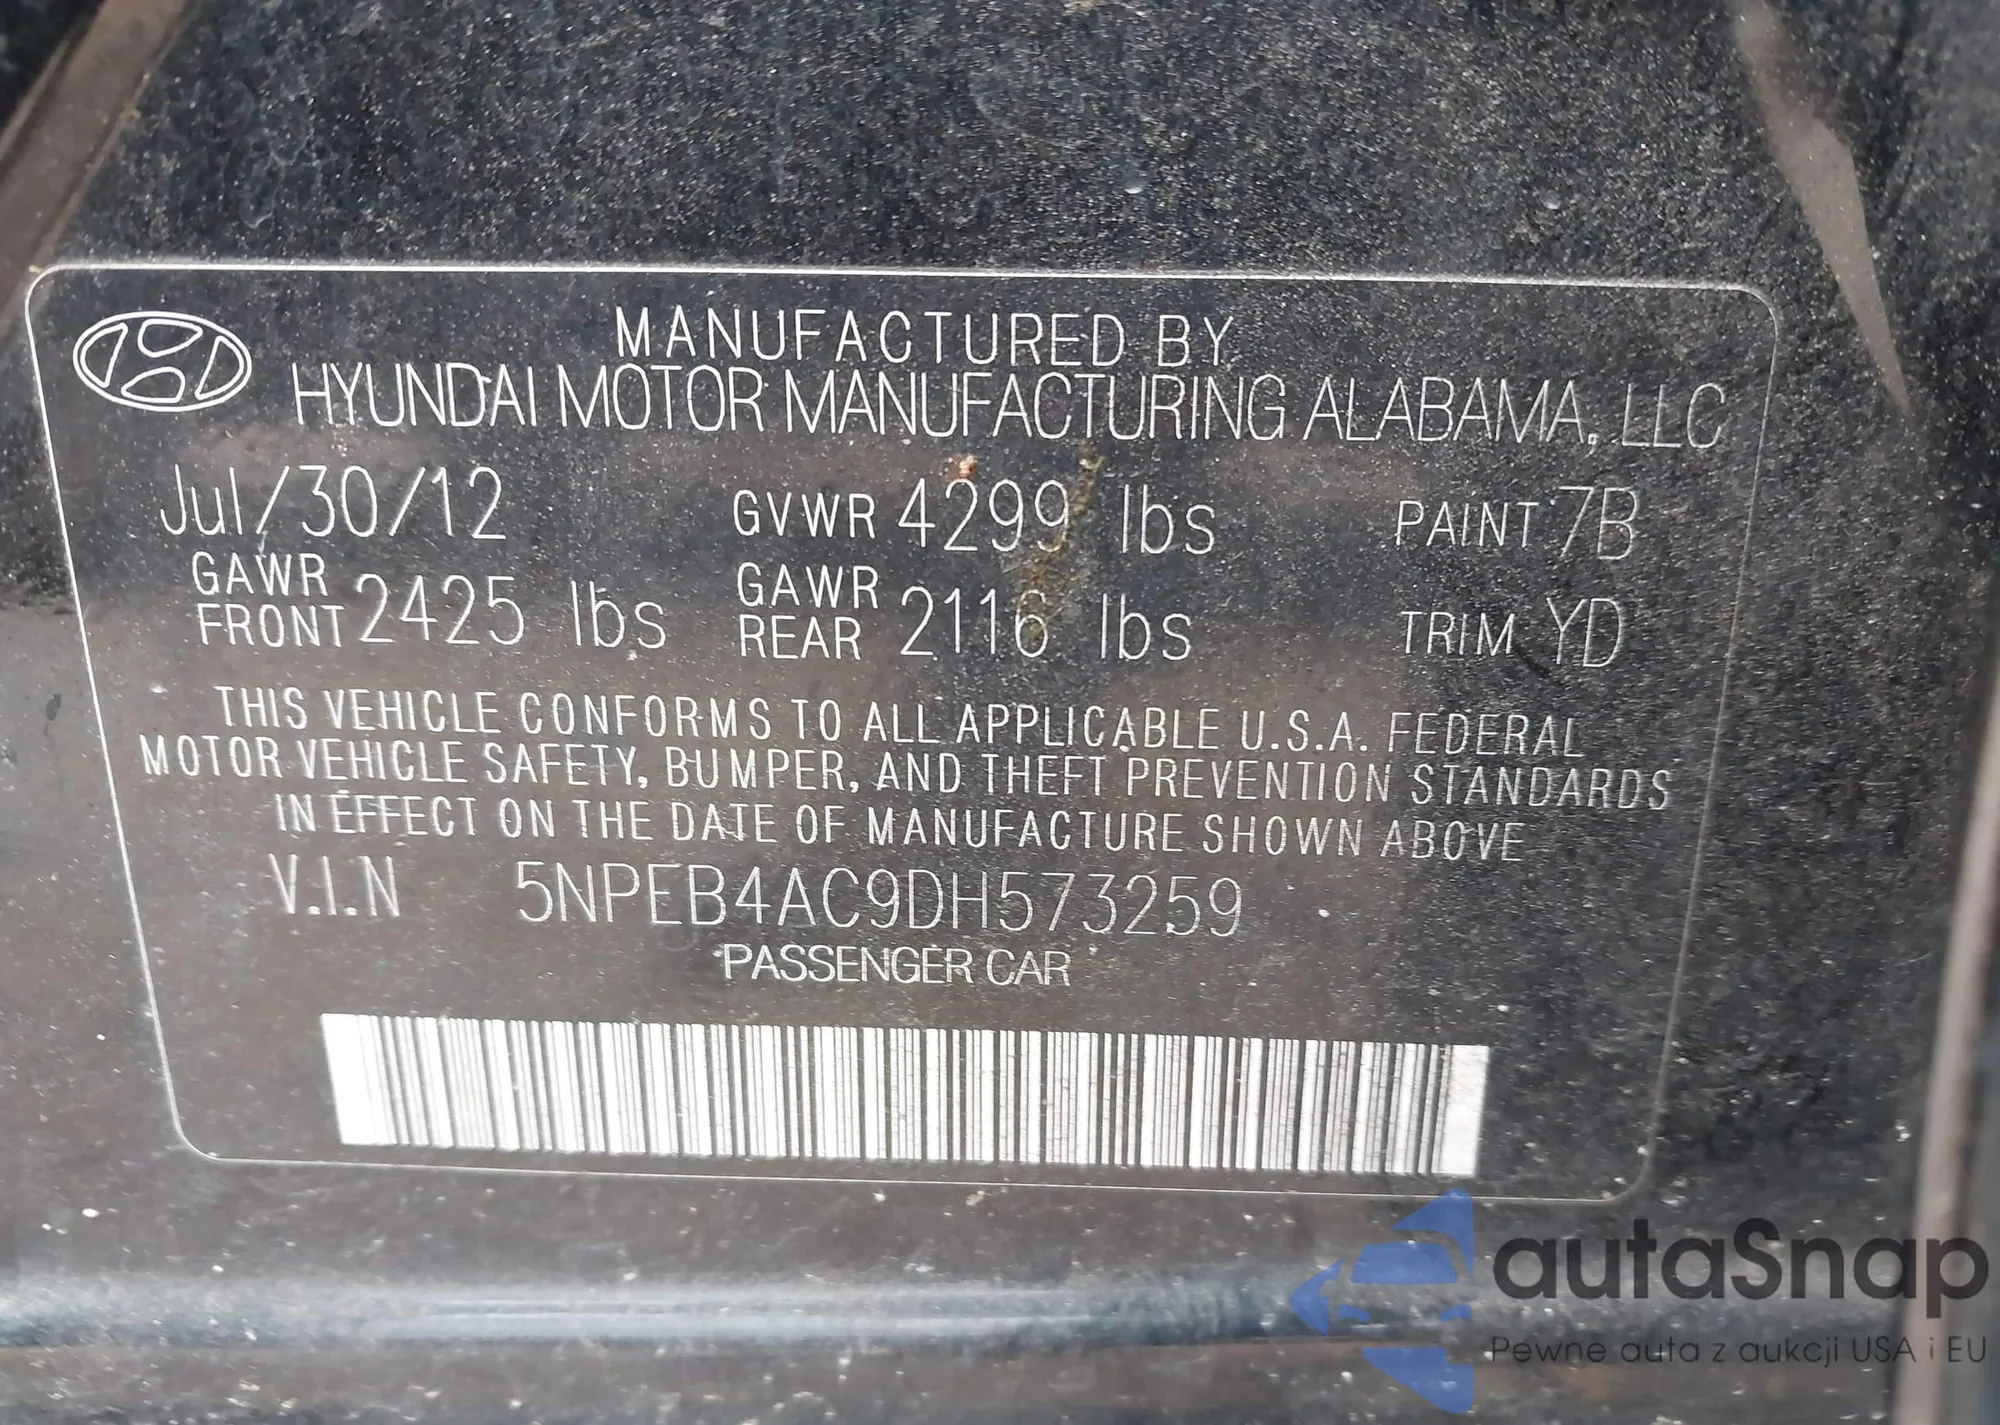 MANUFACTURED BY
HYUNDAI MOTOR MANUFACTURING ALABAMA, LLC
Jul/30/12 GVWR 4299 lbs PAINT 7B
GAWR FRONT 2425 lbs GAWR REAR 2116 lbs TRIM YD
THIS VEHICLE CONFORMS TO ALL APPLICABLE U.S.A. FEDERAL
MOTOR VEHICLE SAFETY, BUMPER, AND THEFT PREVENTION STANDARDS
IN EFFECT ON THE DATE OF MANUFACTURE SHOWN ABOVE
V.I.N 5NPEB4AC9DH573259
PASSENGER CAR
autaSnap
Pewne auta z aukcji USA i EU